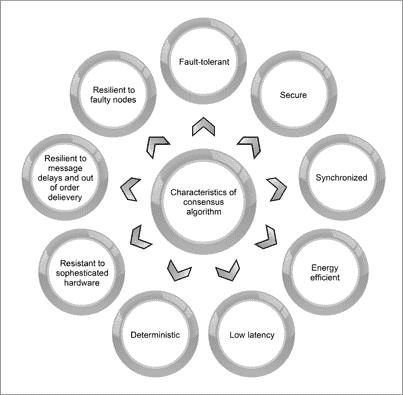 Fault-tolerant
Secure
Synchronized
Energy
efficient
Low latency
Deterministic
Resistant to
sophesticated
hardware
Resilient to
message
delays and out
of order
delievery
Resilient to
faulty nodes
Characteristics of
consensus
algorithm